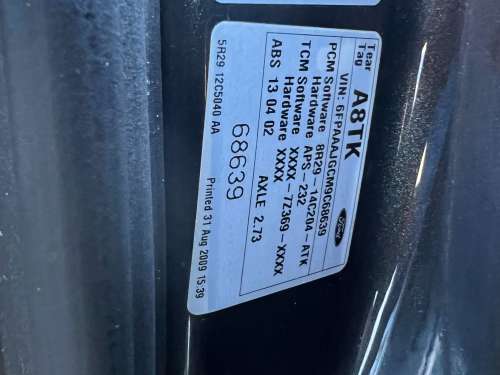 Tear Tag A8TK Ford
VIN: 6FPAAAJGCM9C68639
PCM Software 8R29-14C204-ATK
Hardware APS-232
TCM Software XXXX-7Z369-XXXX
Hardware XXXX
ABS 13 04 02 AXLE 2.73
68639
5R29 12C5040 AA Printed 31 Aug 2009 15:39